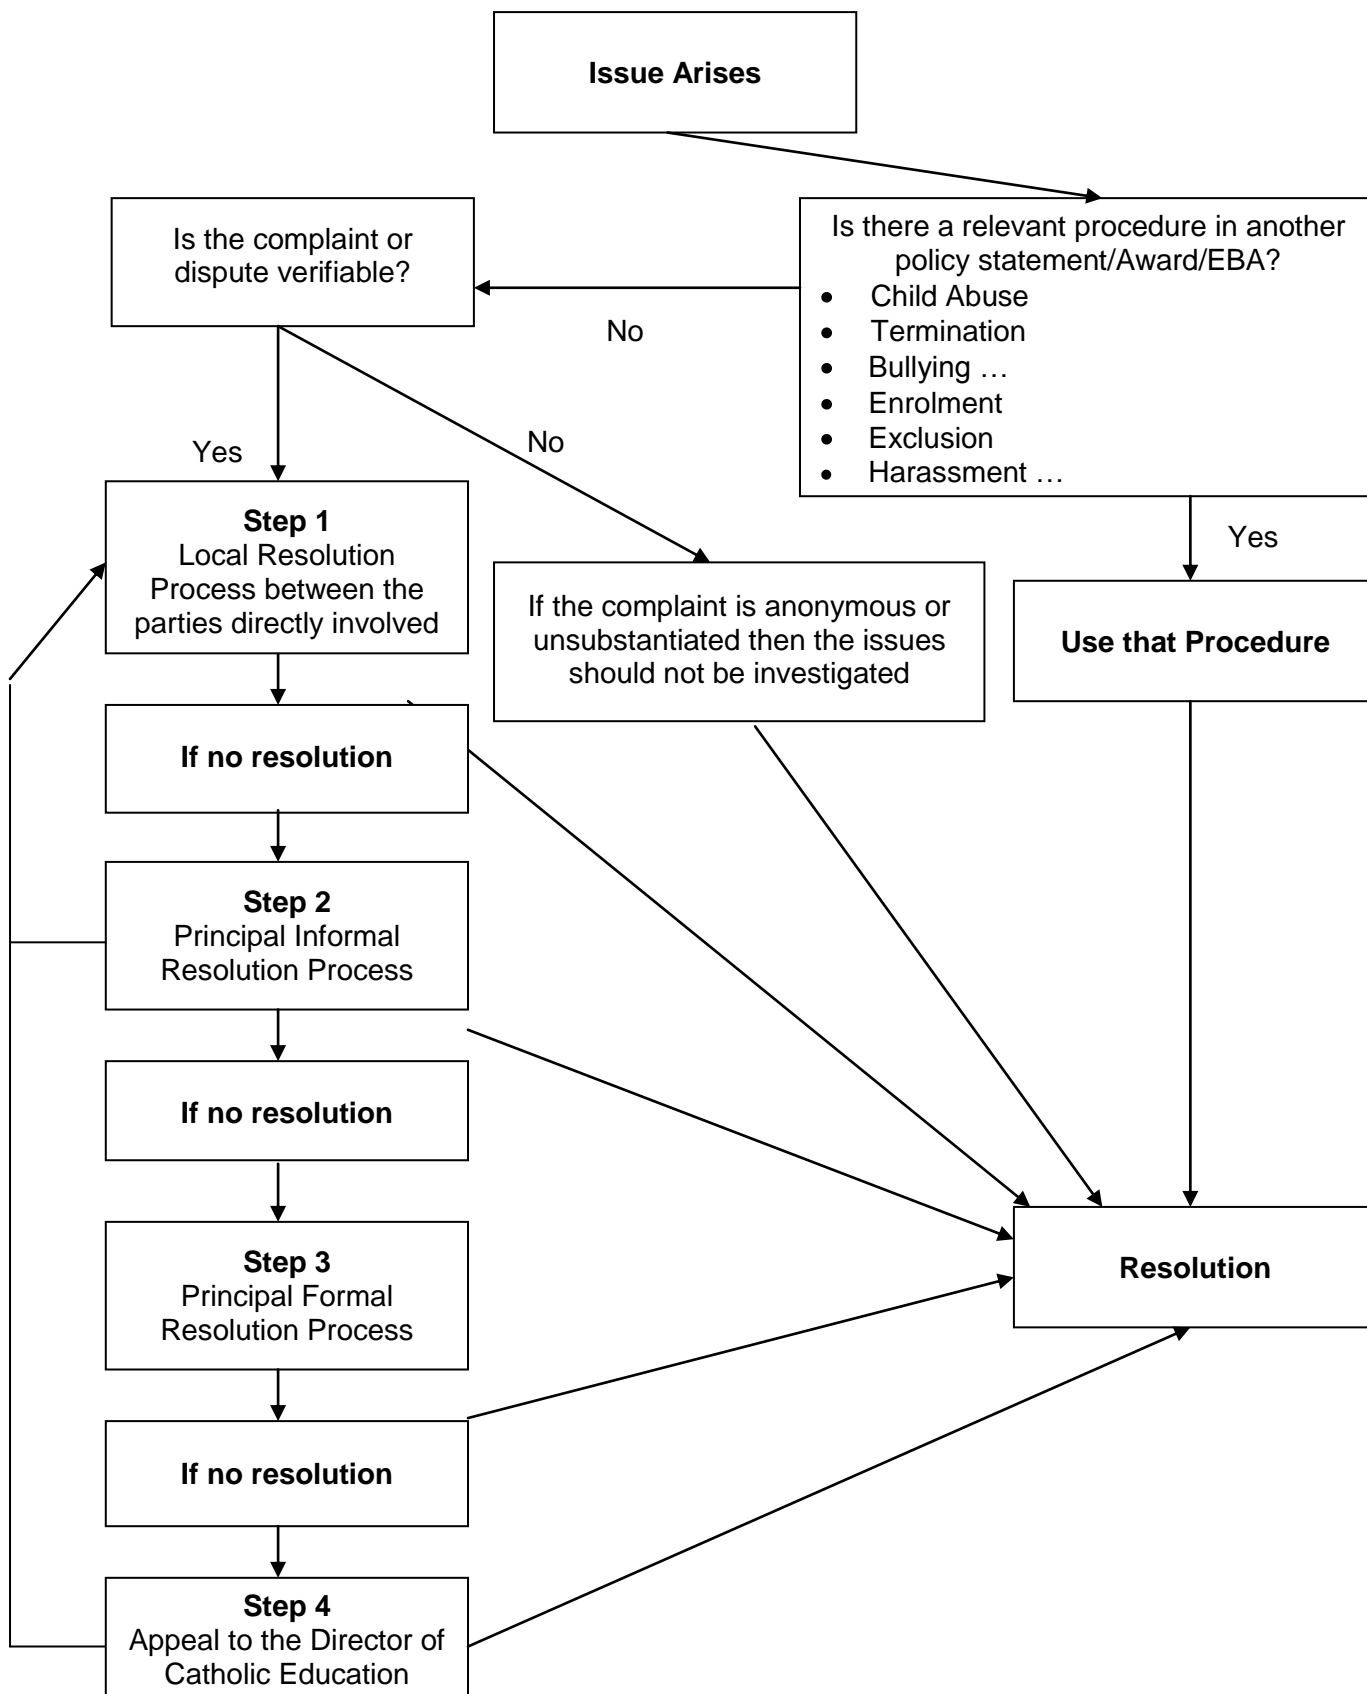 Issue Arises
Is the complaint or
dispute verifiable?
Is there a relevant procedure in another
policy statement/Award/EBA?
• Child Abuse
• Termination
• Bullying …
• Enrolment
• Exclusion
• Harassment …
No
Yes
No
Yes
Step 1
Local Resolution
Process between the
parties directly involved
If the complaint is anonymous or
unsubstantiated then the issues
should not be investigated
Use that Procedure
If no resolution
Step 2
Principal Informal
Resolution Process
If no resolution
Step 3
Principal Formal
Resolution Process
Resolution
If no resolution
Step 4
Appeal to the Director of
Catholic Education